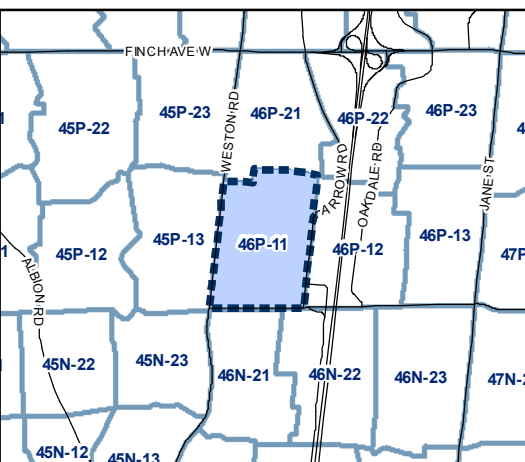 FINCH AVE W
45P-22
45P-23
46P-21
46P-22
46P-23
WESTON RD
ARROW RD
OAKDALE RD
JANE ST
45P-12
45P-13
46P-11
46P-12
46P-13
47P
ALBION RD
45N-22
45N-23
46N-21
46N-22
46N-23
47N-2
45N-12
45N-13